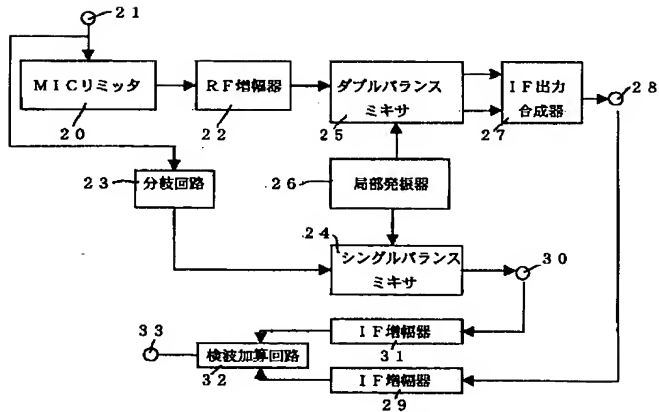 21
MICリミッタ
20
RF増幅器
22
ダブルバランス
ミキサ
25
IF出力
合成器
27
28
23
分岐回路
26
局部発振器
24
シングルバランス
ミキサ
30
33
検波加算回路
32
IF増幅器
31
IF増幅器
29